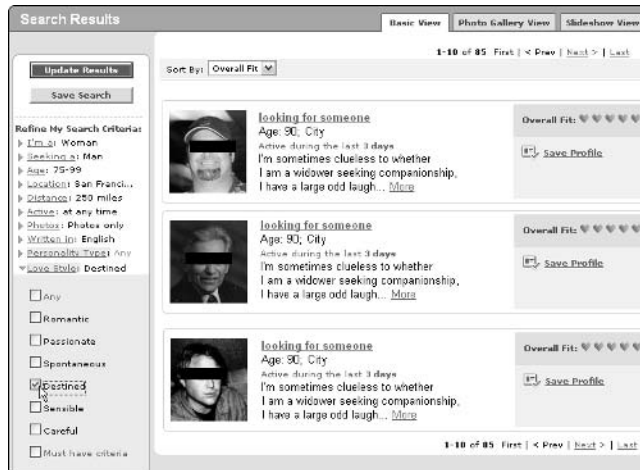 Search Results
Basic View Photo Gallery View Slideshow View
1-10 of 85 First | < Prev | Next > | Last
Update Results
Sort By: Overall Fit
Save Search
Refine My Search Criteria:
I'm a: Woman
Seeking a: Man
Age: 75-99
Location: San Franci...
Distance: 250 miles
Active: at any time
Photos: Photos only
Written in: English
Personality Type: Any
Love Style: Destined
Any
Romantic
Passionate
Spontaneous
Destined
Sensible
Careful
Must have criteria
looking for someone
Age: 90; City
Active during the last 3 days
I'm sometimes clueless to whether
I am a widower seeking companionship,
I have a large odd laugh... More
Overall Fit:
Save Profile
looking for someone
Age: 90; City
Active during the last 3 days
I'm sometimes clueless to whether
I am a widower seeking companionship,
I have a large odd laugh... More
Overall Fit:
Save Profile
looking for someone
Age: 90; City
Active during the last 3 days
I'm sometimes clueless to whether
I am a widower seeking companionship,
I have a large odd laugh... More
Overall Fit:
Save Profile
1-10 of 85 First | < Prev | Next > | Last